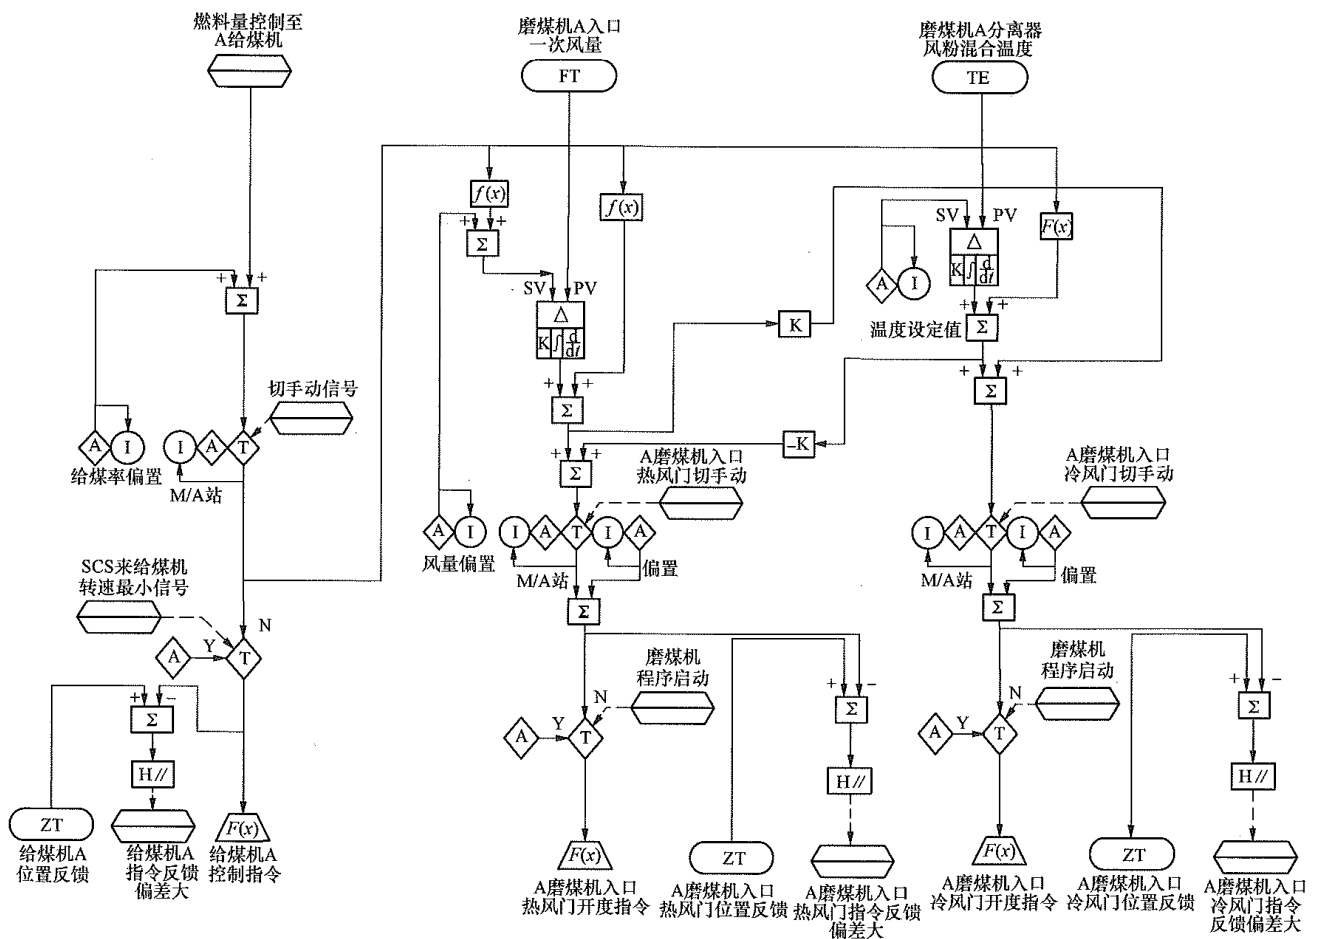 燃料量控制至
A给煤机
磨煤机A入口
一次风量
FT
磨煤机A分离器
风粉混合温度
TE
f(x)
f(x)
F(x)
+
+
Σ
SV
PV
Δ
K
∫
d
dt
A
I
SV
PV
Δ
K
∫
d
dt
+
+
Σ
K
+
+
Σ
温度设定值
+
+
Σ
切手动信号
+
+
Σ
+
+
Σ
-K
A
I
给煤率偏置
I
A
T
M/A站
+
+
Σ
A磨煤机入口
热风门切手动
A磨煤机入口
冷风门切手动
A
I
风量偏置
I
A
T
I
A
M/A站
偏置
Σ
I
A
T
I
A
M/A站
偏置
Σ
SCS来给煤机
转速最小信号
N
Y
A
T
+
-
Σ
H//
ZT
给煤机A
位置反馈
给煤机A
指令反馈
偏差大
F(x)
给煤机A
控制指令
磨煤机
程序启动
N
Y
A
T
+
-
Σ
H//
F(x)
A磨煤机入口
热风门开度指令
ZT
A磨煤机入口
热风门位置反馈
A磨煤机入口
热风门指令反馈
偏差大
磨煤机
程序启动
N
Y
A
T
+
-
Σ
H//
F(x)
A磨煤机入口
冷风门开度指令
ZT
A磨煤机入口
冷风门位置反馈
A磨煤机入口
冷风门指令
反馈偏差大